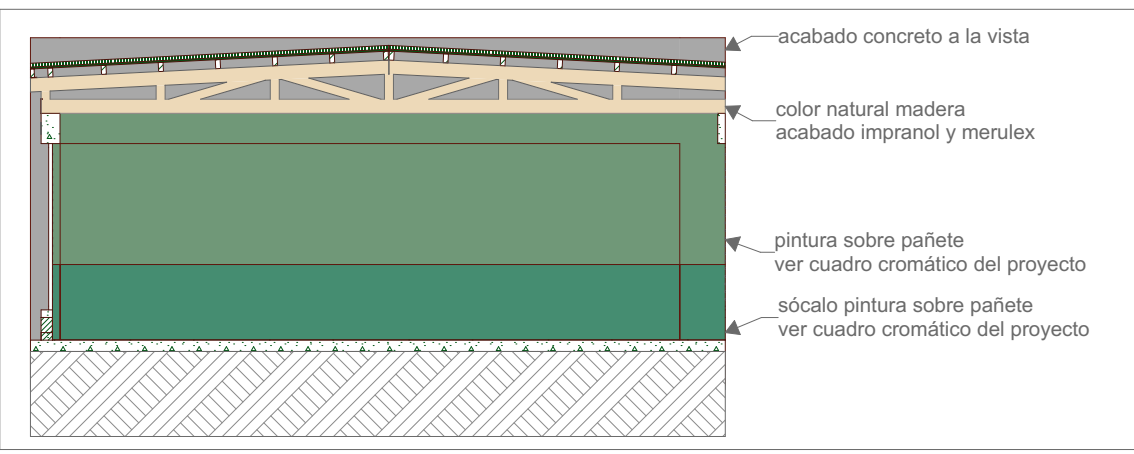 acabado concreto a la vista
color natural madera
acabado impranol y merulex
pintura sobre pañete
ver cuadro cromático del proyecto
sócalo pintura sobre pañete
ver cuadro cromático del proyecto